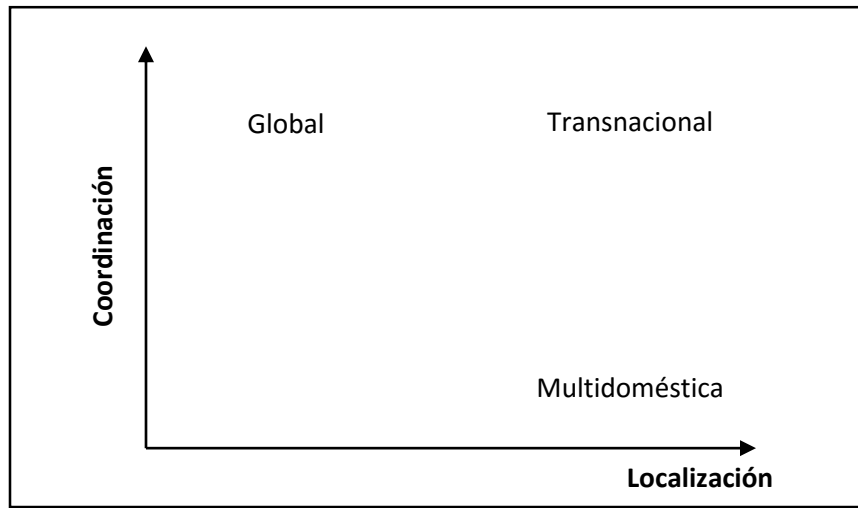 Global
Transnacional
Coordinación
Multidoméstica
Localización